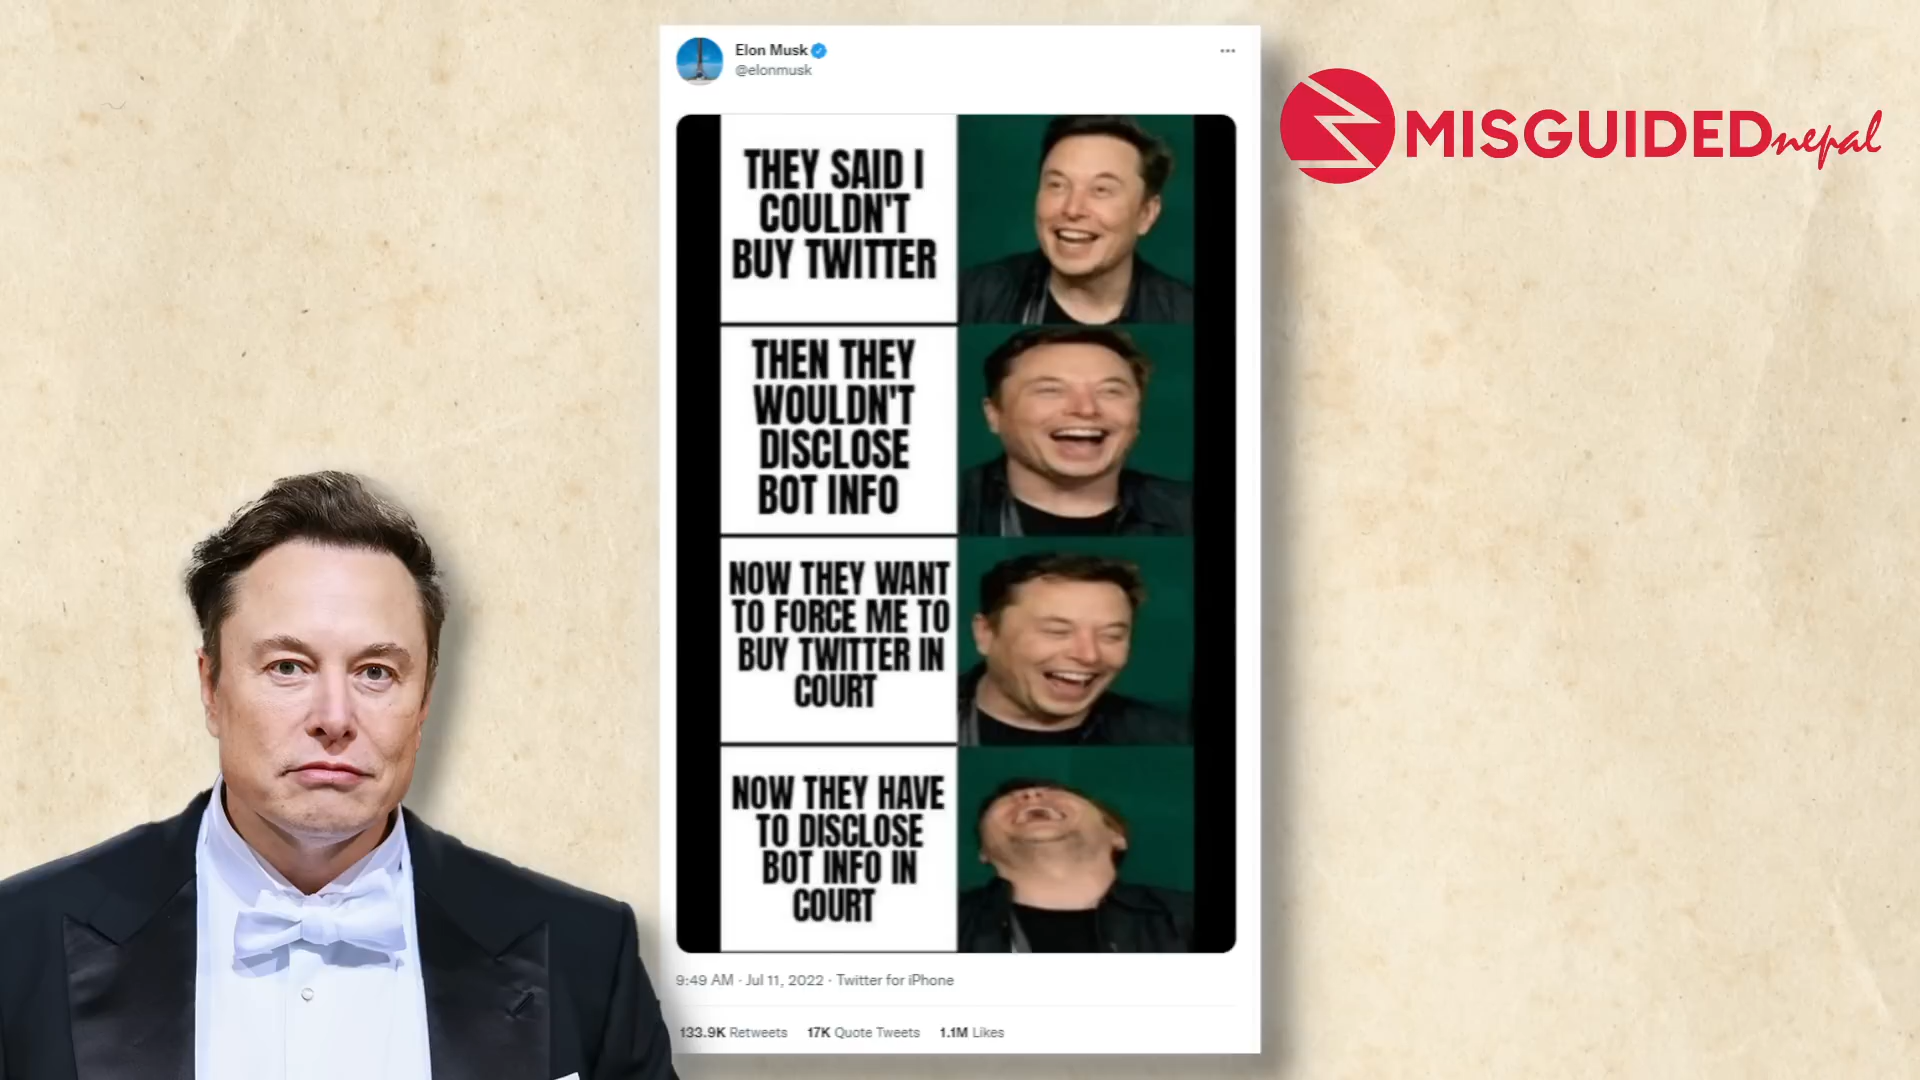 Elon Musk
@elonmusk
MISGUIDED nepal
THEY SAID I
COULDN'T
BUY TWITTER
THEN THEY
WOULDN'T
DISCLOSE
BOT INFO
NOW THEY WANT
TO FORCE ME TO
BUY TWITTER IN
COURT
NOW THEY HAVE
TO DISCLOSE
BOT INFO IN
COURT
9:49 AM · Jul 11, 2022 · Twitter for iPhone
133.9K Retweets 17K Quote Tweets 1.1M Likes